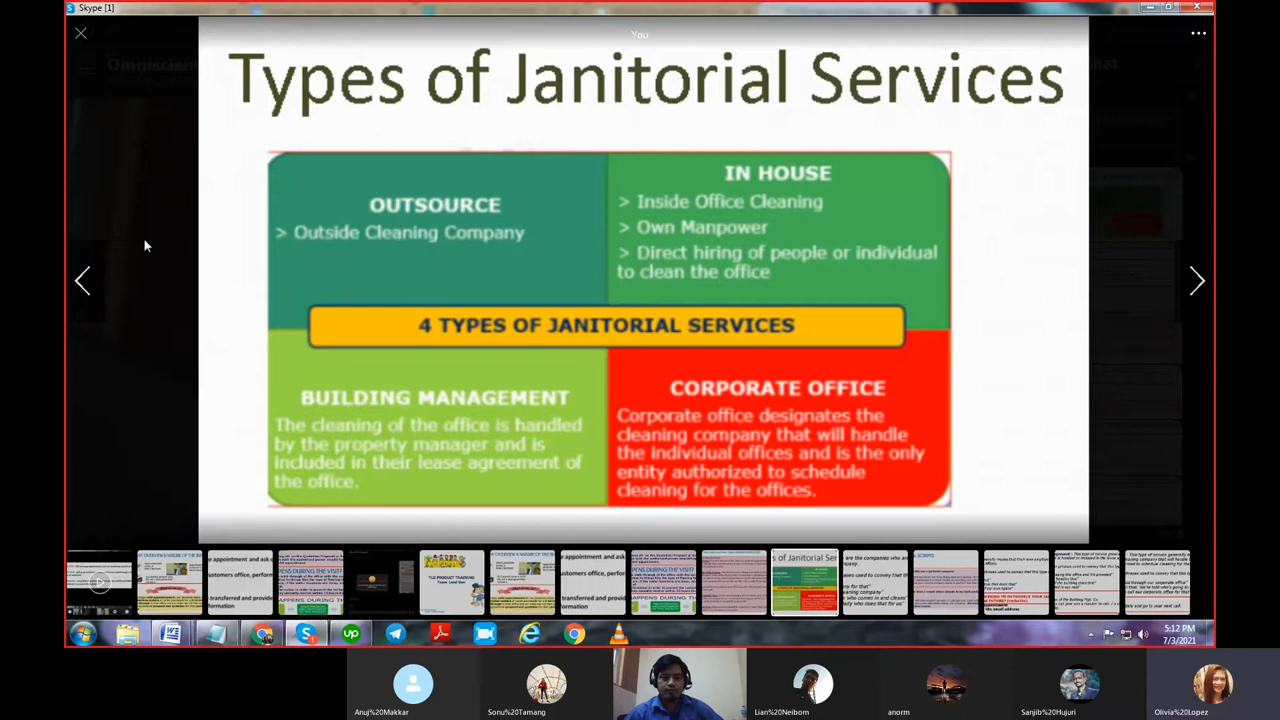 Skype [1]
You
Types of Janitorial Services
OUTSOURCE
> Outside Cleaning Company
IN HOUSE
> Inside Office Cleaning
> Own Manpower
> Direct hiring of people or individual
to clean the office
4 TYPES OF JANITORIAL SERVICES
BUILDING MANAGEMENT
The cleaning of the office is handled
by the property manager and is
included in their lease agreement of
the office.
CORPORATE OFFICE
Corporate office designates the
cleaning company that will handle
the individual offices and is the only
entity authorized to schedule
cleaning for the offices.
5:12 PM
7/3/2021
Anuj%20Makkar
Sonu%20Tamang
Lian%20Neibom
anorm
Sanjib%20Hujuri
Olivia%20Lopez